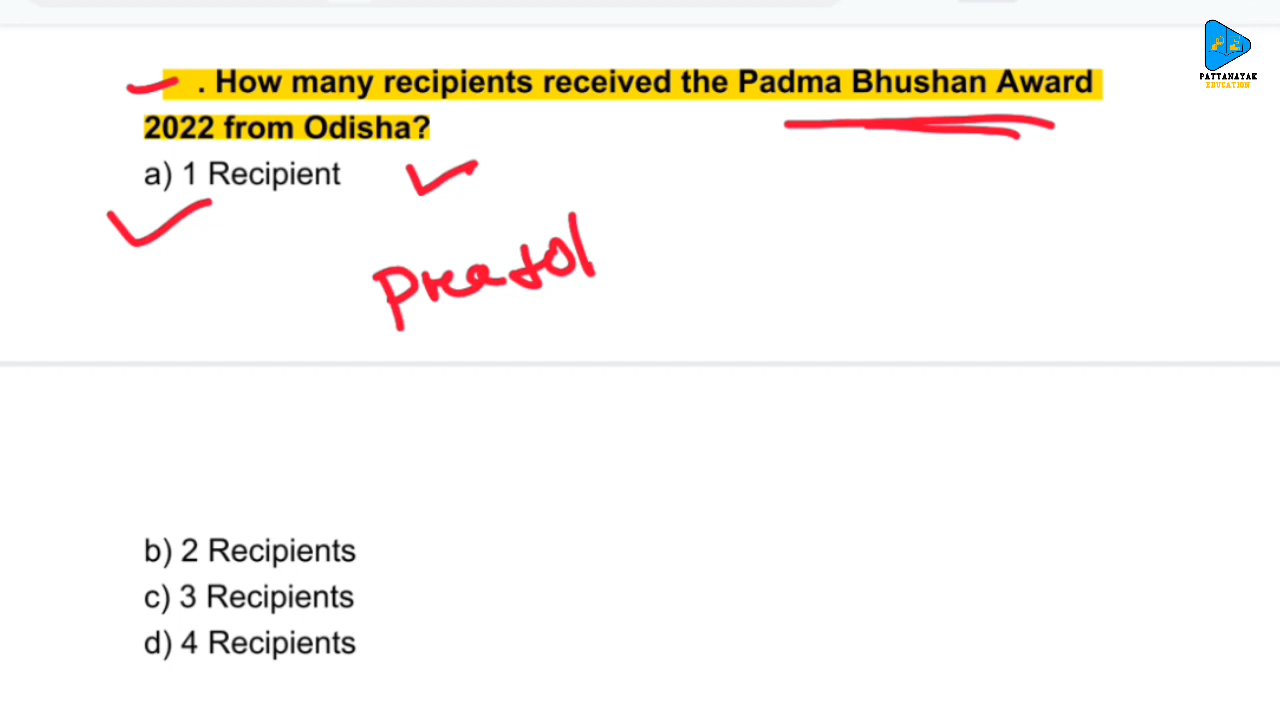 . How many recipients received the Padma Bhushan Award
2022 from Odisha?
a) 1 Recipient
b) 2 Recipients
c) 3 Recipients
d) 4 Recipients
PATTANAYAK
EDUCATION